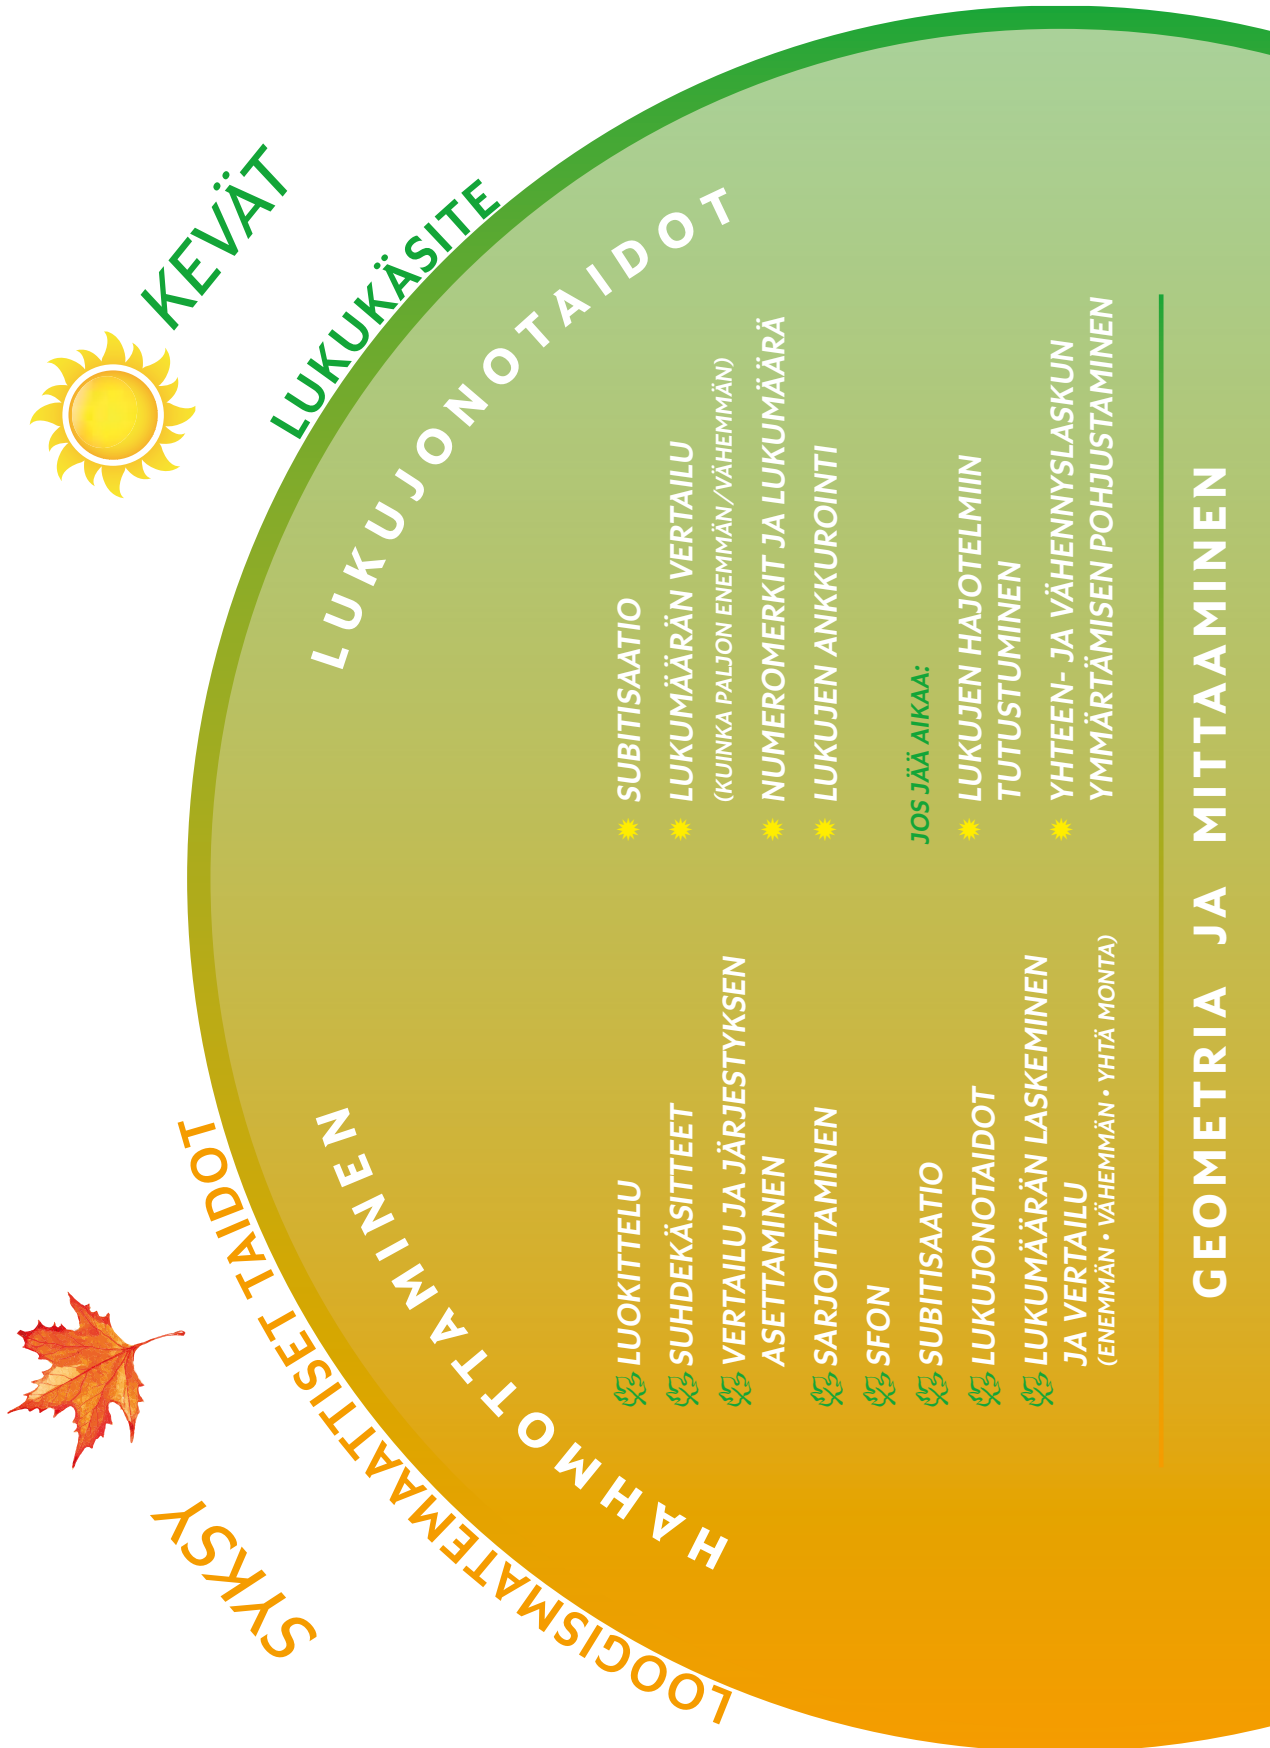 SYKSY
KEVÄT
LOOGISMATEMAATTISET TAIDOT
LUKUKÄSITE
HAHMOTTAMINEN
LUKUJONOTAIDOT
LUOKITTELU
SUHDEKÄSITTEET
VERTAILU JA JÄRJESTYKSEN
ASETTAMINEN
SARJOITTAMINEN
SFON
SUBITISAATIO
LUKUJONOTAIDOT
LUKUMÄÄRÄN LASKEMINEN
JA VERTAILU
(ENEMMÄN • VÄHEMMÄN • YHTÄ MONTA)
SUBITISAATIO
LUKUMÄÄRÄN VERTAILU
(KUINKA PALJON ENEMMÄN/VÄHEMMÄN)
NUMEROMERKIT JA LUKUMÄÄRÄ
LUKUJEN ANKKUROINTI
JOS JÄÄ AIKAA:
LUKUJEN HAJOTELMIIN
TUTUSTUMINEN
YHTEEN- JA VÄHENNYSLASKUN
YMMÄRTÄMISEN POHJUSTAMINEN
GEOMETRIA JA MITTAAMINEN